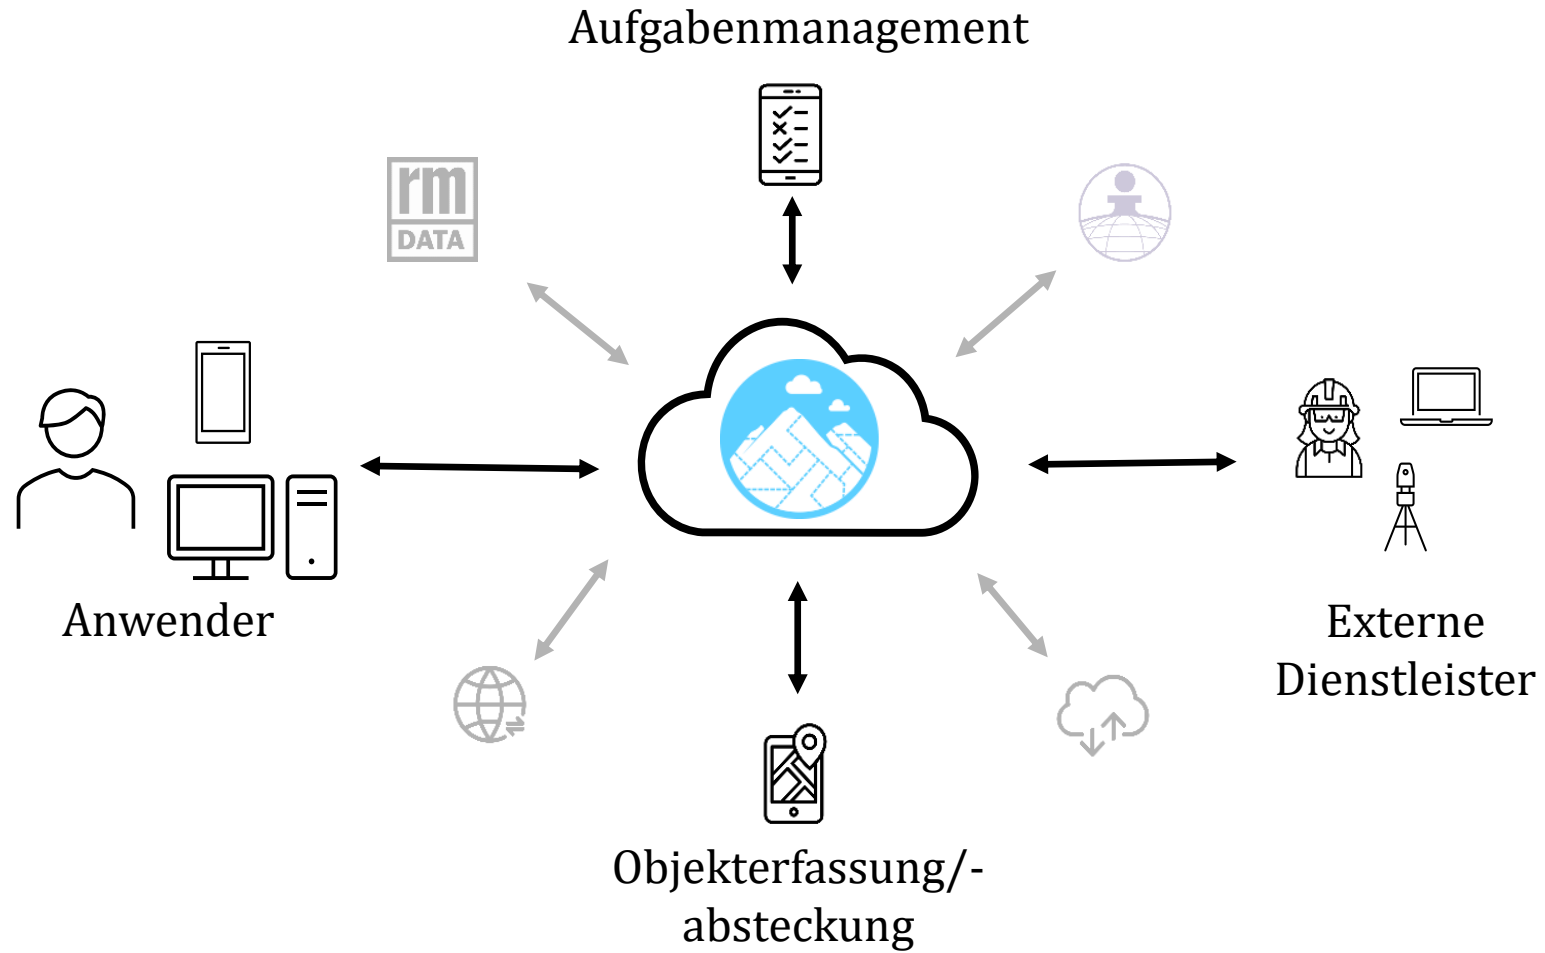 Aufgabenmanagement
rm
DATA
Anwender
Externe
Dienstleister
Objekterfassung/-
absteckung